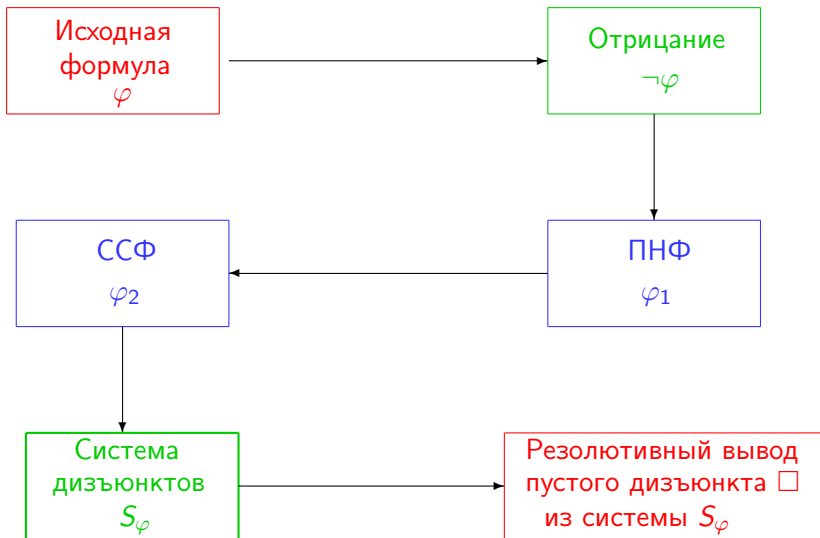 Исходная
формула
φ
Отрицание
¬φ
ССФ
φ₂
ПНФ
φ₁
Система
дизъюнктов
Sφ
Резолютивный вывод
пустого дизъюнкта □
из системы Sφ